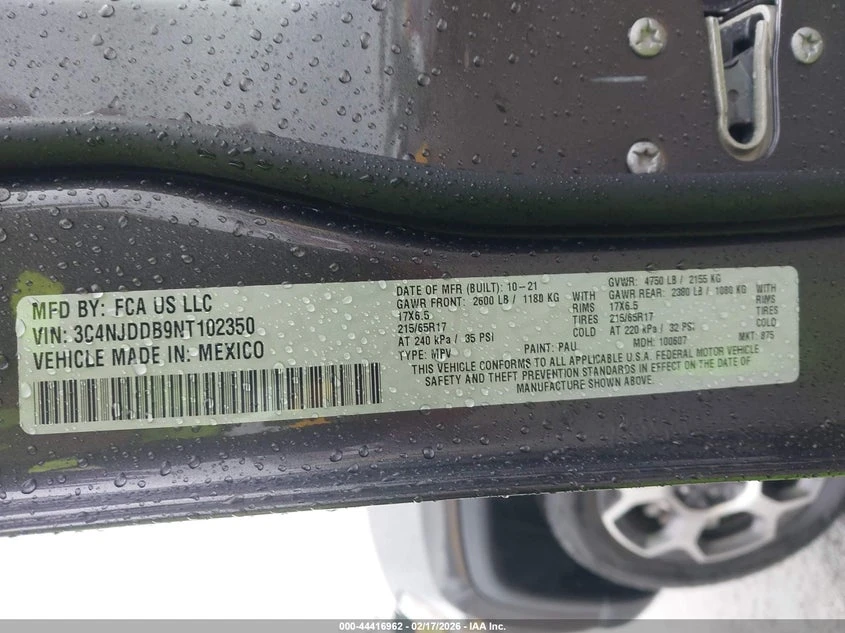 MFD BY: FCA US LLC
VIN: 3C4NJDDB9NT102350
VEHICLE MADE IN: MEXICO
DATE OF MFR (BUILT): 10-21
GVWR: 4750 LB / 2155 KG
GAWR FRONT: 2600 LB / 1180 KG WITH
GAWR REAR: 2380 LB / 1080 KG WITH
17X6.5 RIMS
17X6.5 RIMS
215/65R17 TIRES
215/65R17 TIRES
AT 240 kPa / 35 PSI COLD
AT 220 kPa / 32 PSI COLD
TYPE: MPV PAINT: PAU MDH: 100607 MKT: 875
THIS VEHICLE CONFORMS TO ALL APPLICABLE U.S.A. FEDERAL MOTOR VEHICLE
SAFETY AND THEFT PREVENTION STANDARDS IN EFFECT ON THE DATE OF
MANUFACTURE SHOWN ABOVE.
000-44416962 - 02/17/2026 - IAA Inc.